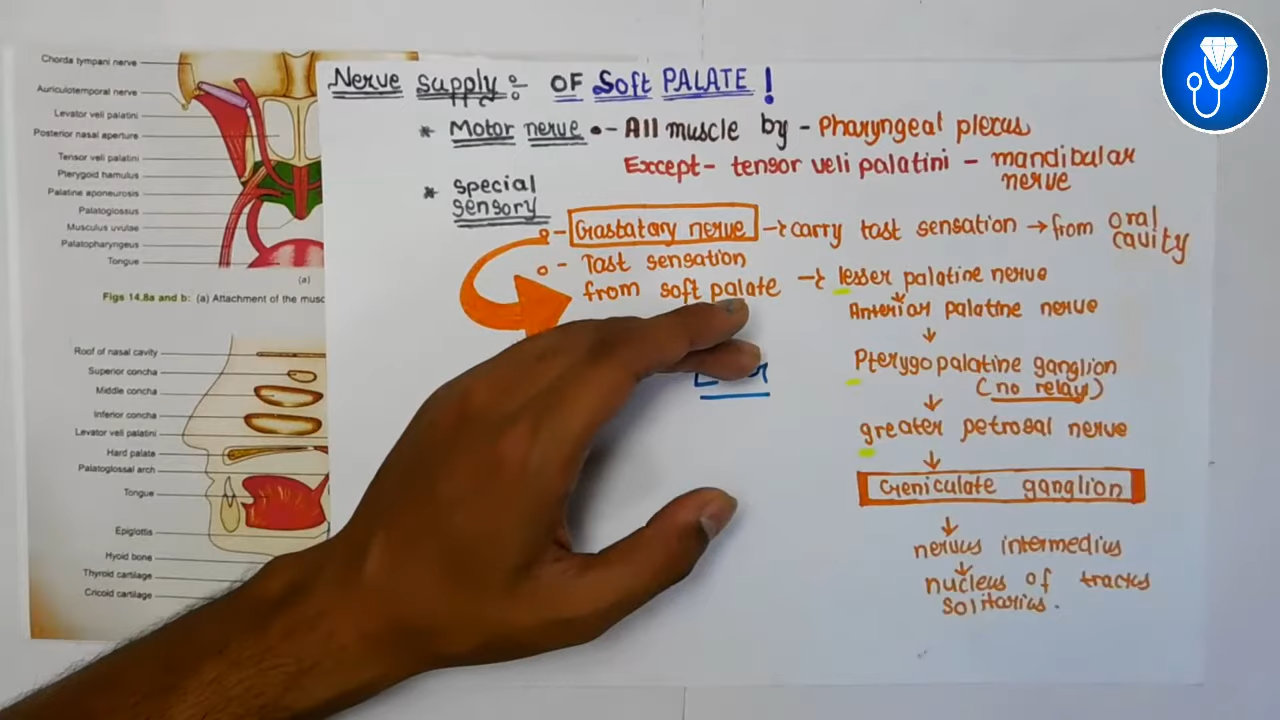 Chorda tympani nerve
Auriculotemporal nerve
Levator veli palatini
Posterior nasal aperture
Tensor veli palatini
Pterygoid hamulus
Palatine aponeurosis
Palatoglossus
Musculus uvulae
Palatopharyngeus
Tongue
(a)
Figs 14.8a and b: (a) Attachment of the musc
Roof of nasal cavity
Superior concha
Middle concha
Inferior concha
Levator veli palatini
Hard palate
Palatoglossal arch
Tongue
Epiglottis
Hyoid bone
Thyroid cartilage
Cricoid cartilage
Nerve supply:- OF Soft PALATE!
* Motor nerve •- All muscle by - Pharyngeal plexus
Except - tensor veli palatini - mandibular
nerve
* special
sensory
- Grastatary nerve → carry tast sensation → from oral
cavity
- Tast sensation
from soft palate → lesser palatine nerve
Anterior palatine nerve
↓
Pterygopalatine ganglion
(no relay)
↓
greater petrosal nerve
↓
Geniculate ganglion
↓
nervus intermedius
↓
nucleus of tractus
solitarius.